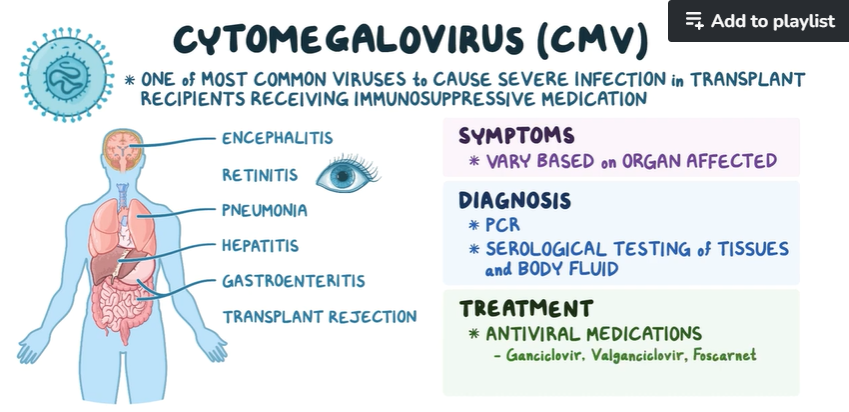 Add to playlist
CYTOMEGALOVIRUS (CMV)
* ONE of MOST COMMON VIRUSES to CAUSE SEVERE INFECTION in TRANSPLANT
RECIPIENTS RECEIVING IMMUNOSUPPRESSIVE MEDICATION
ENCEPHALITIS
RETINITIS
PNEUMONIA
HEPATITIS
GASTROENTERITIS
TRANSPLANT REJECTION
SYMPTOMS
* VARY BASED on ORGAN AFFECTED
DIAGNOSIS
* PCR
* SEROLOGICAL TESTING of TISSUES
and BODY FLUID
TREATMENT
* ANTIVIRAL MEDICATIONS
- Ganciclovir, Valganciclovir, Foscarnet